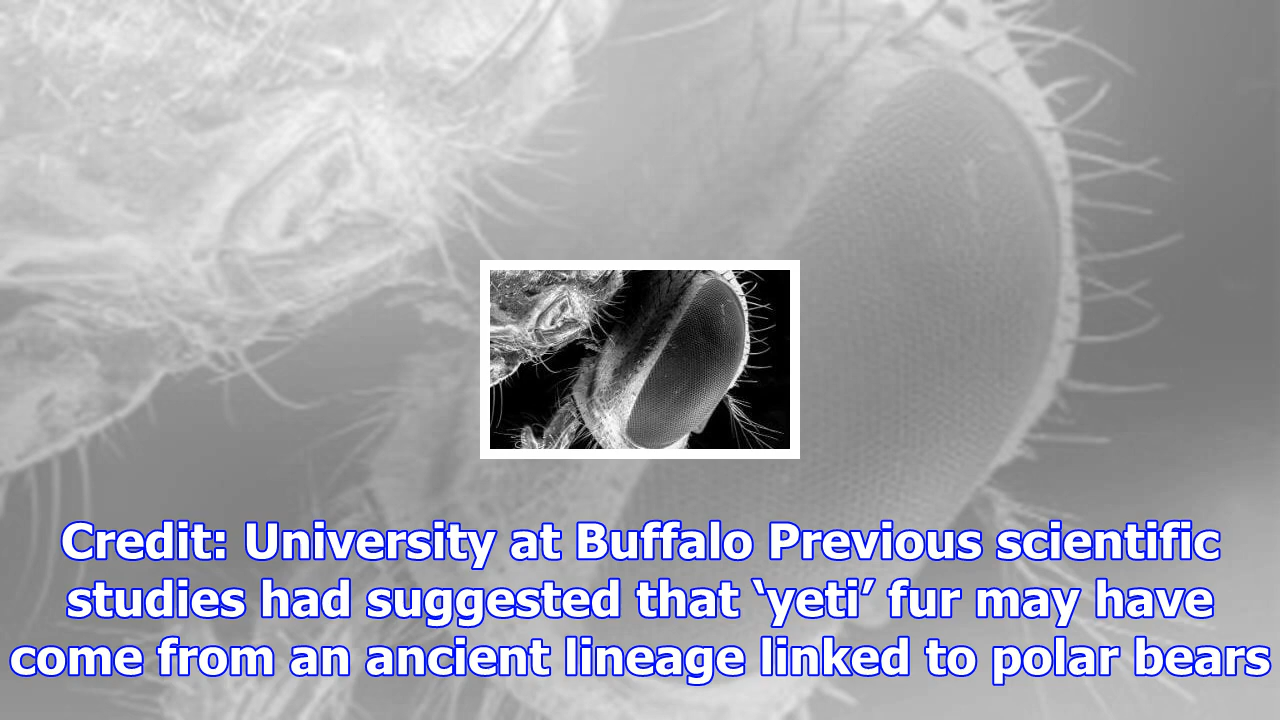 Credit: University at Buffalo Previous scientific
studies had suggested that ‘yeti’ fur may have
come from an ancient lineage linked to polar bears